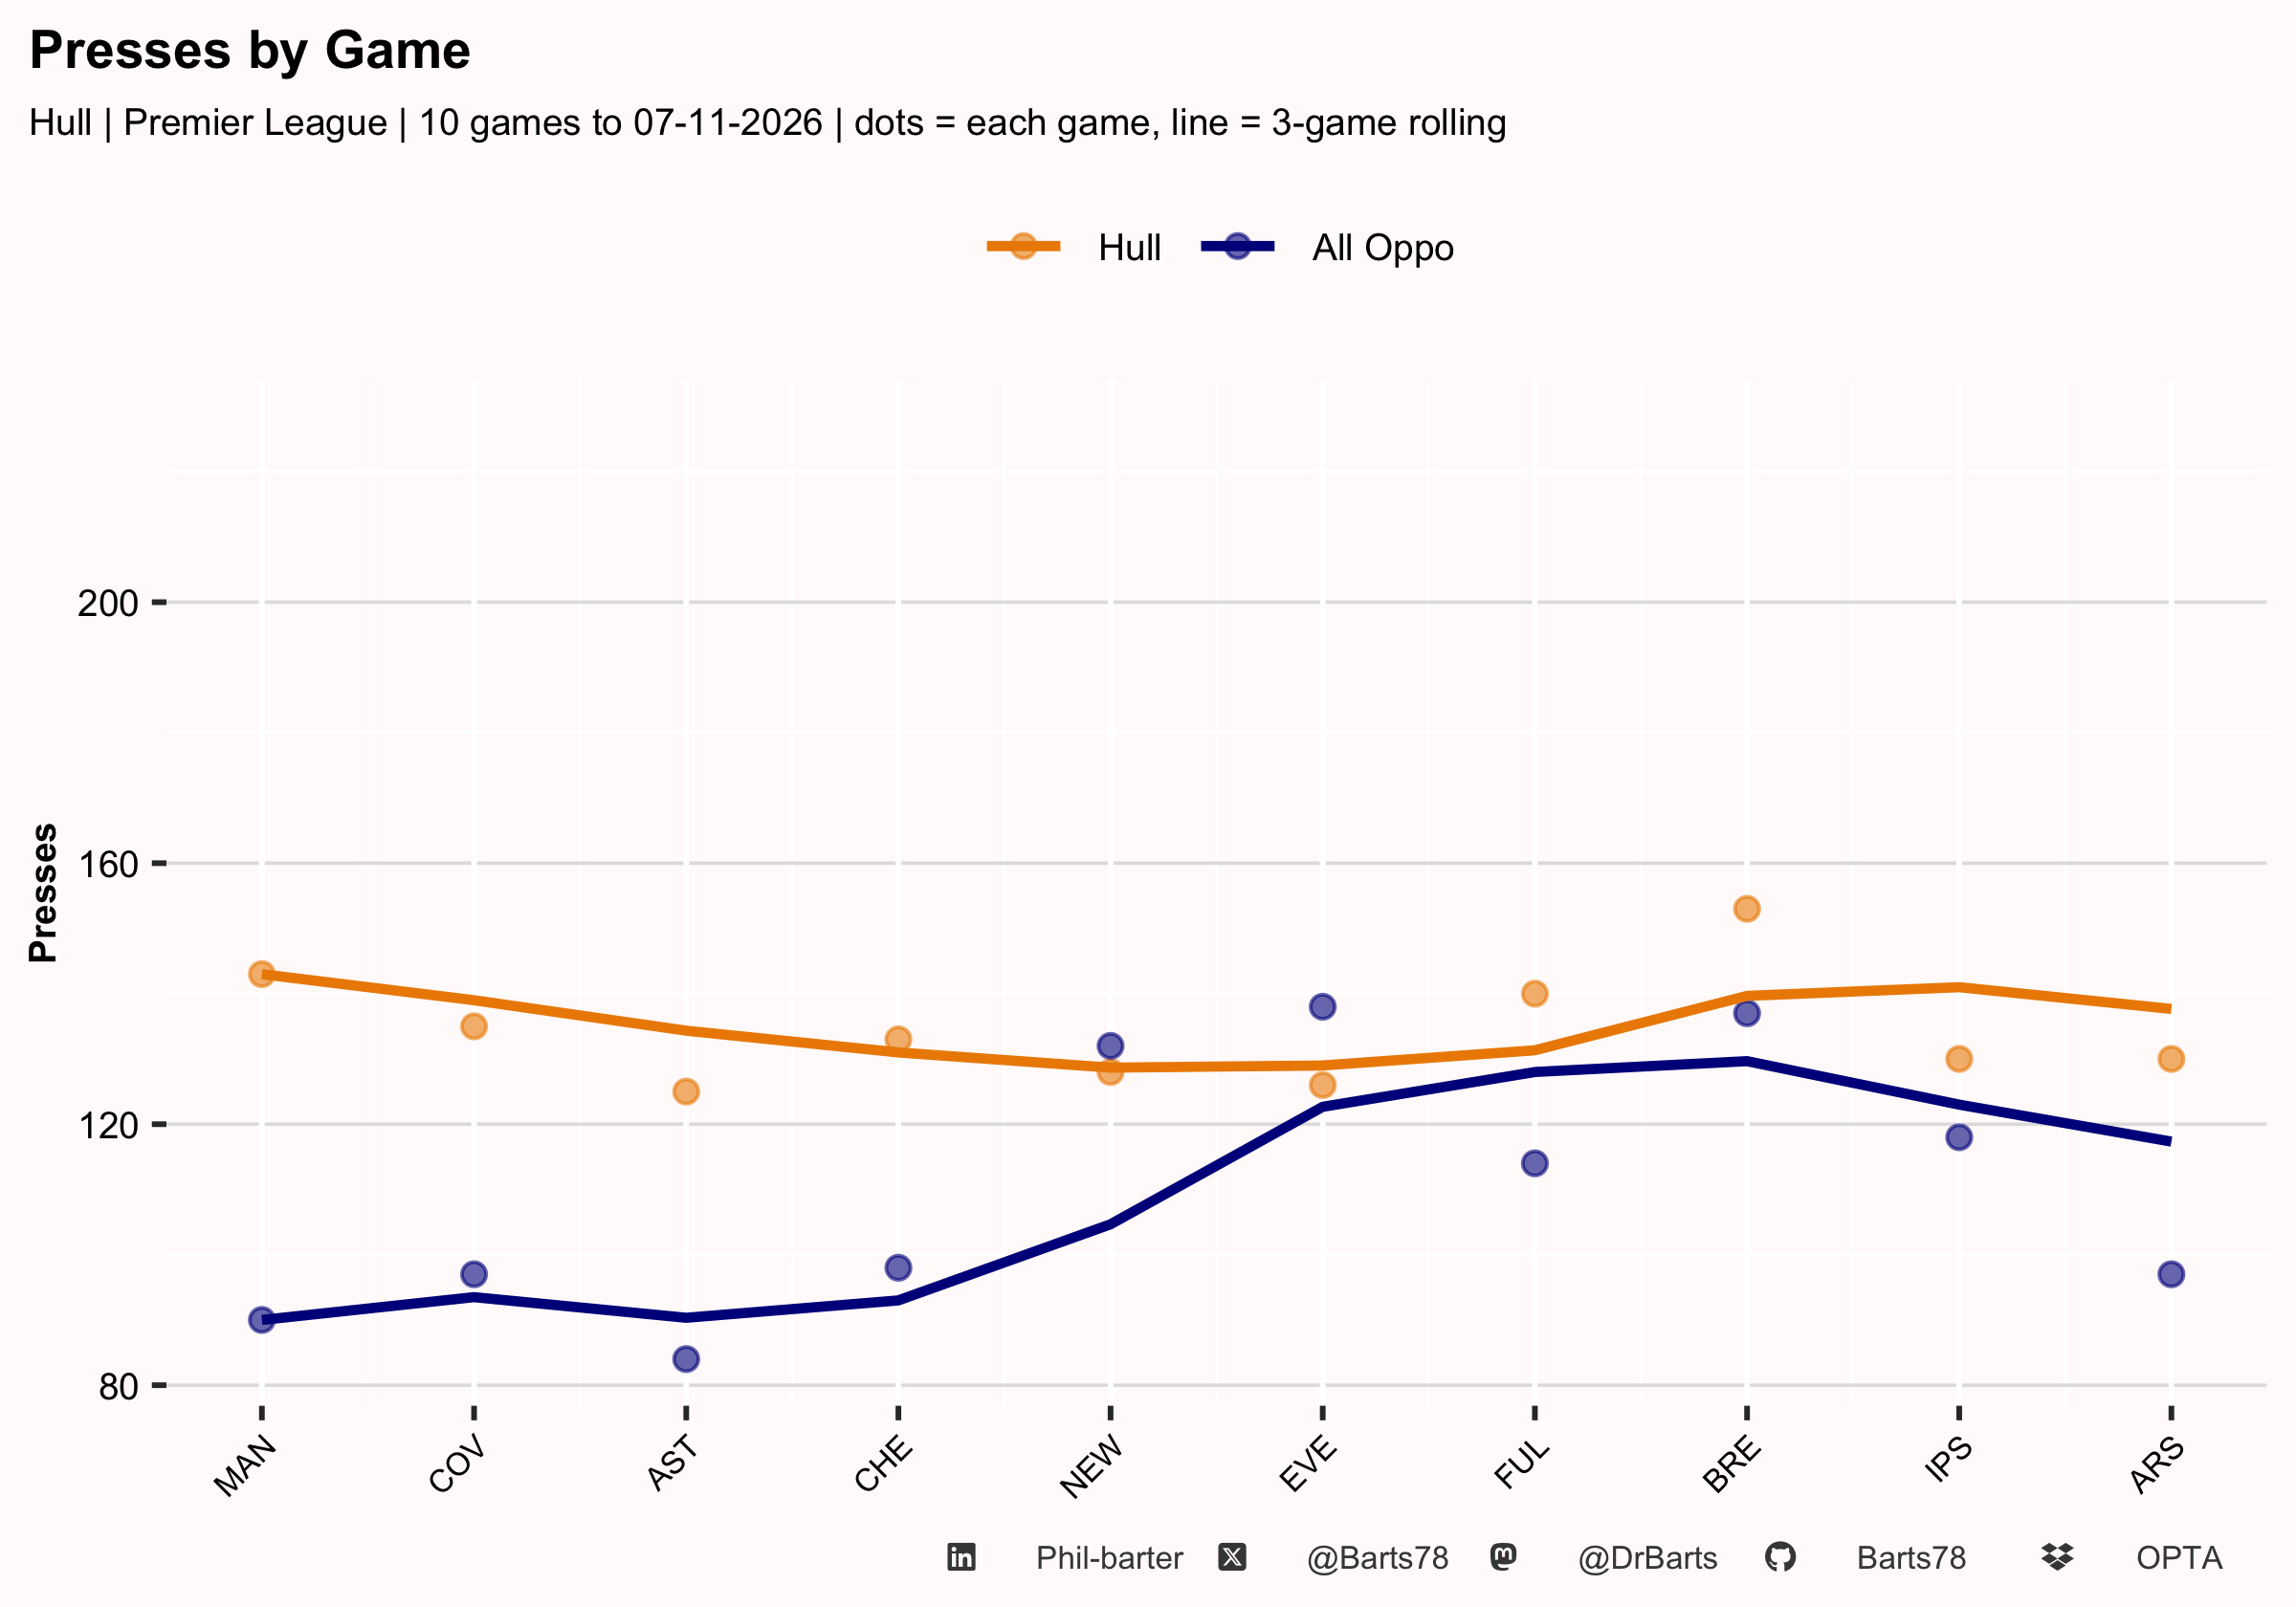 Presses by Game
Hull | Premier League | 10 games to 07-11-2026 | dots = each game, line = 3-game rolling
Hull All Oppo
Presses
200
160
120
80
MAN COV AST CHE NEW EVE FUL BRE IPS ARS
Phil-barter @Barts78 @DrBarts Barts78 OPTA